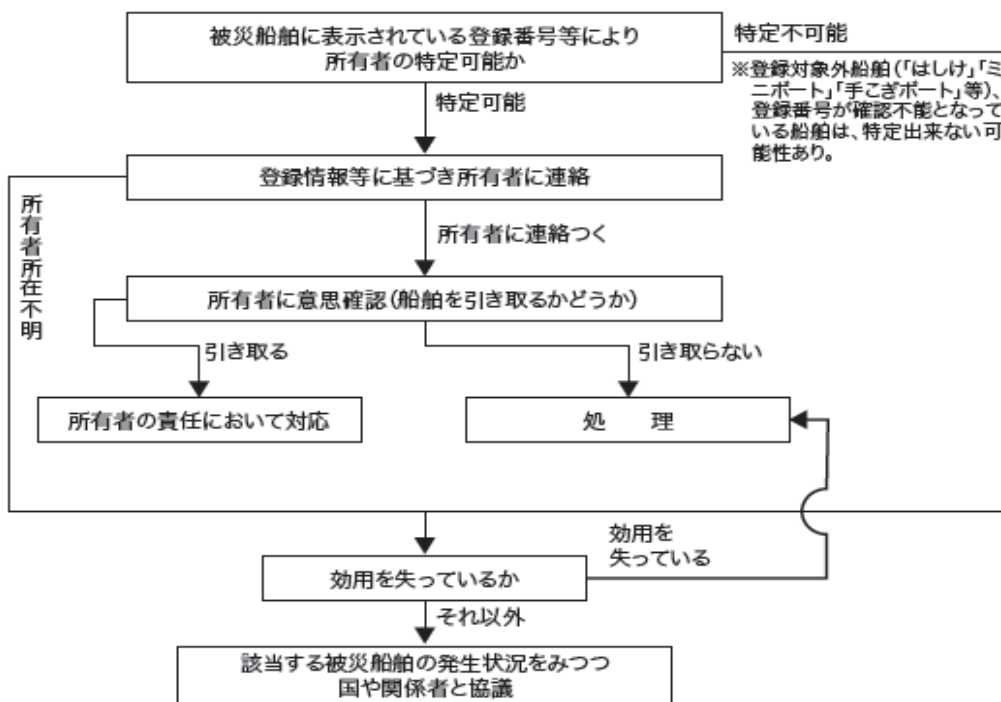 被災船舶に表示されている登録番号等により
所有者の特定可能か
特定不可能
※登録対象外船舶(「はしけ」「ミ
ニボート」「手こぎボート」等)、
登録番号が確認不能となって
いる船舶は、特定出来ない可
能性あり。
特定可能
登録情報等に基づき所有者に連絡
所有者所在不明
所有者に連絡つく
所有者に意思確認(船舶を引き取るかどうか)
引き取る
引き取らない
所有者の責任において対応
処 理
効用を
失っている
効用を失っているか
それ以外
該当する被災船舶の発生状況をみつつ
国や関係者と協議